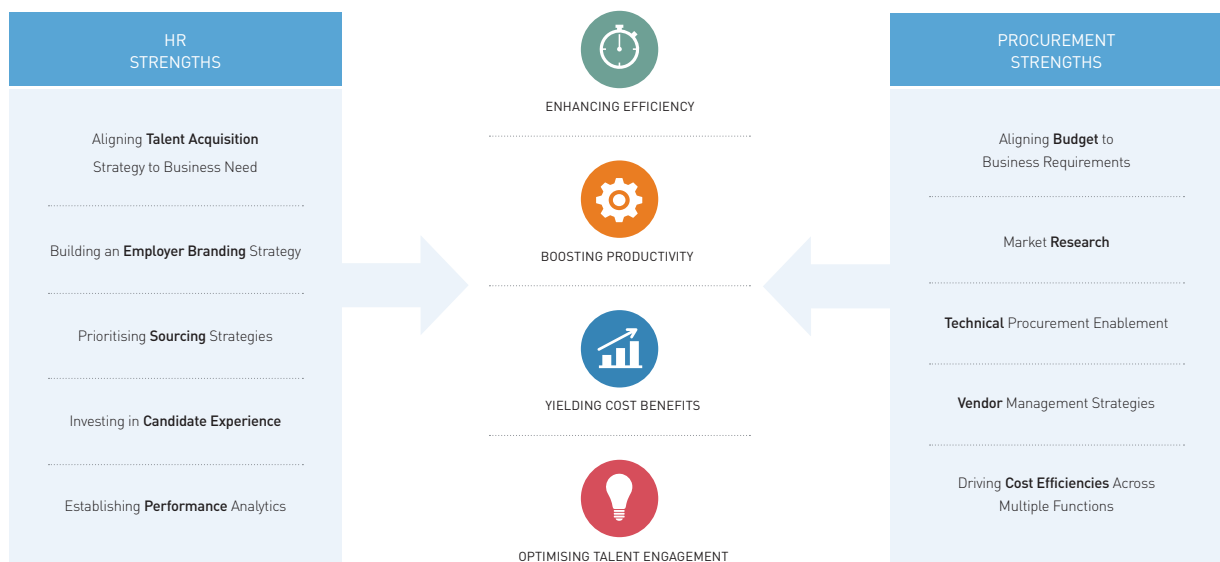 HR
STRENGTHS
Aligning Talent Acquisition
Strategy to Business Need
Building an Employer Branding Strategy
Prioritising Sourcing Strategies
Investing in Candidate Experience
Establishing Performance Analytics
ENHANCING EFFICIENCY
BOOSTING PRODUCTIVITY
YIELDING COST BENEFITS
OPTIMISING TALENT ENGAGEMENT
PROCUREMENT
STRENGTHS
Aligning Budget to
Business Requirements
Market Research
Technical Procurement Enablement
Vendor Management Strategies
Driving Cost Efficiencies Across
Multiple Functions